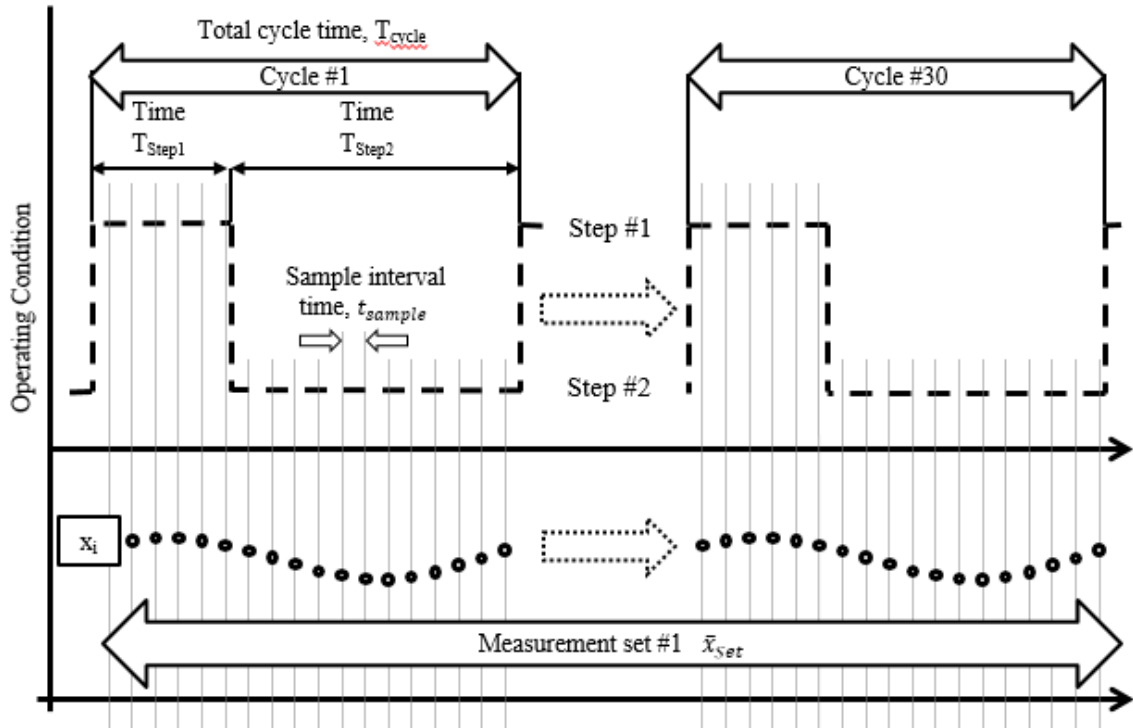 Total cycle time, Tcycle
Cycle #1
Cycle #30
Time
TStep1
Time
TStep2
Operating Condition
Step #1
Sample interval
time, tsample
Step #2
xi
Measurement set #1 x̄Set